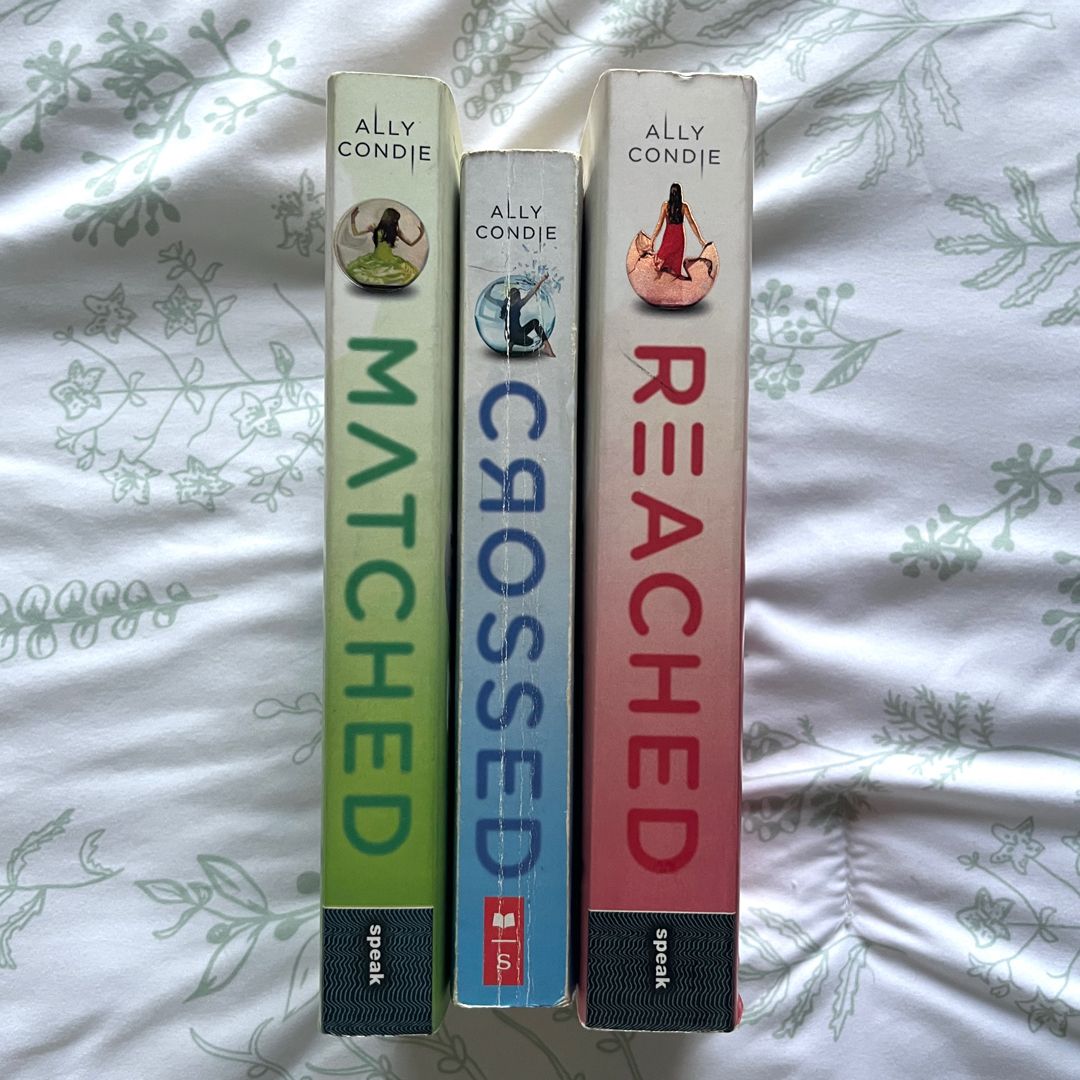 ALLY
CONDIE
MATCHED
speak
ALLY
CONDIE
CROSSED
S
ALLY
CONDIE
REACHED
speak